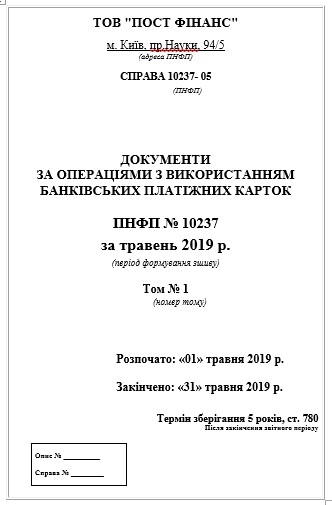 ТОВ "ПОСТ ФІНАНС"
м. Київ, пр.Науки, 94/5
(адреса ПНФП)
СПРАВА 10237- 05
(ПНФП)
ДОКУМЕНТИ
ЗА ОПЕРАЦІЯМИ З ВИКОРИСТАННЯМ
БАНКІВСЬКИХ ПЛАТІЖНИХ КАРТОК
ПНФП № 10237
за травень 2019 р.
(період формування зшиву)
Том № 1
(номер тому)
Розпочато: «01» травня 2019 р.
Закінчено: «31» травня 2019 р.
Термін зберігання 5 років, ст. 780
Після закінчення звітного періоду
Опис № __________
Справа № _________